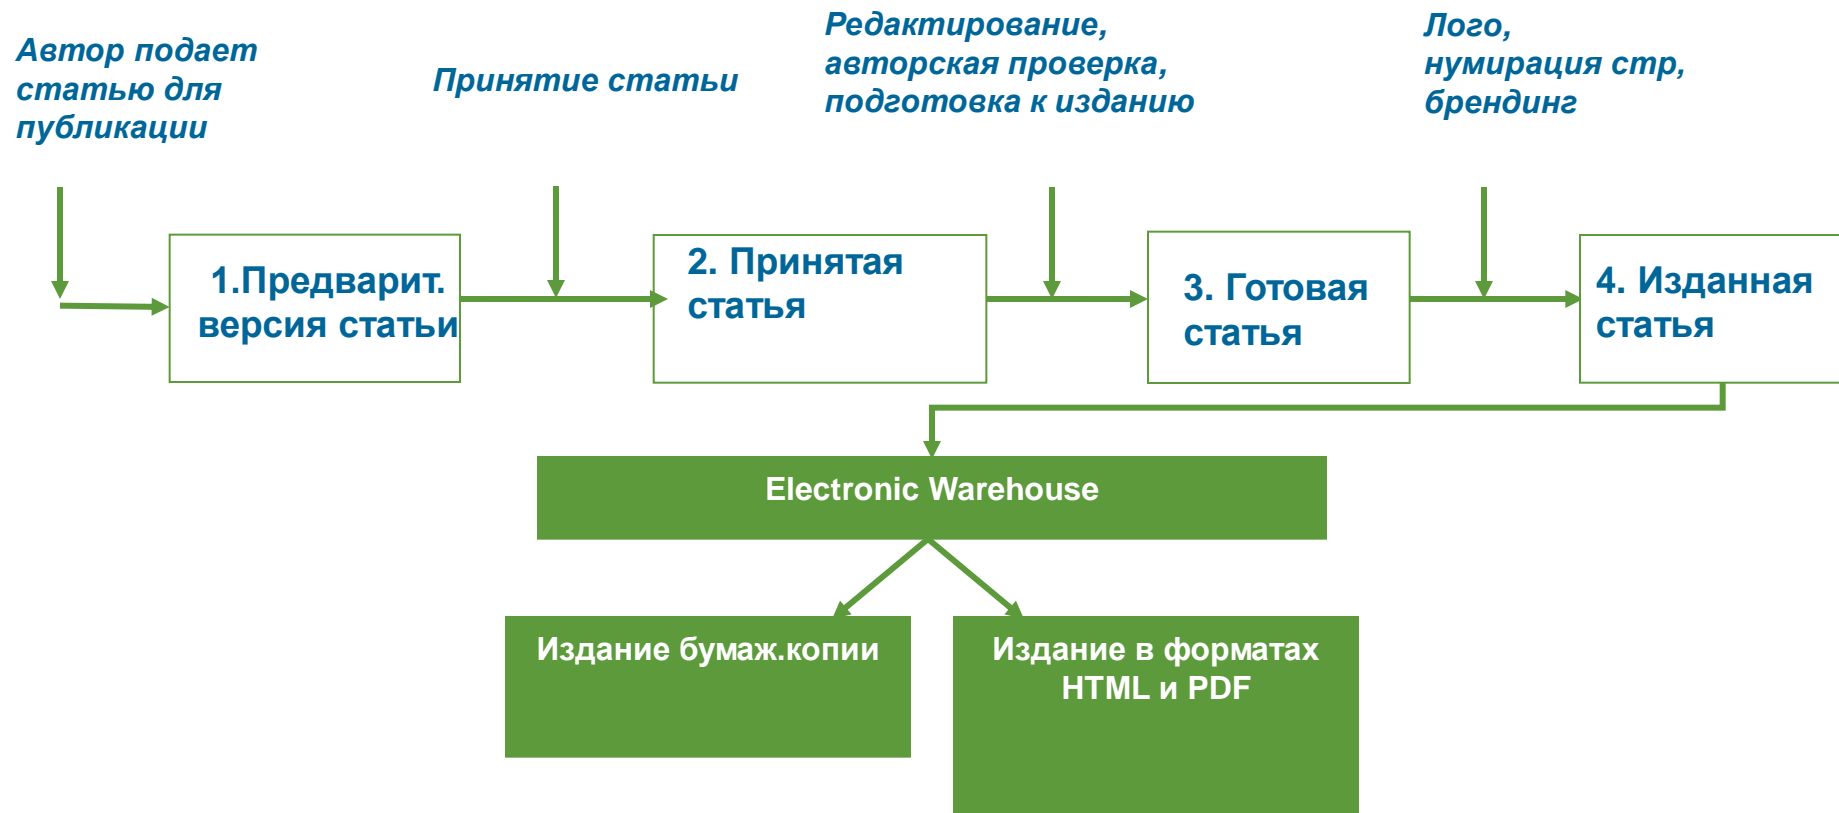 Автор подает
статью для
публикации
Принятие статьи
Редактирование,
авторская проверка,
подготовка к изданию
Лого,
нумирация стр,
брендинг
1.Предварит.
версия статьи
2. Принятая
статья
3. Готовая
статья
4. Изданная
статья
Electronic Warehouse
Издание бумаж.копии
Издание в форматах
HTML и PDF